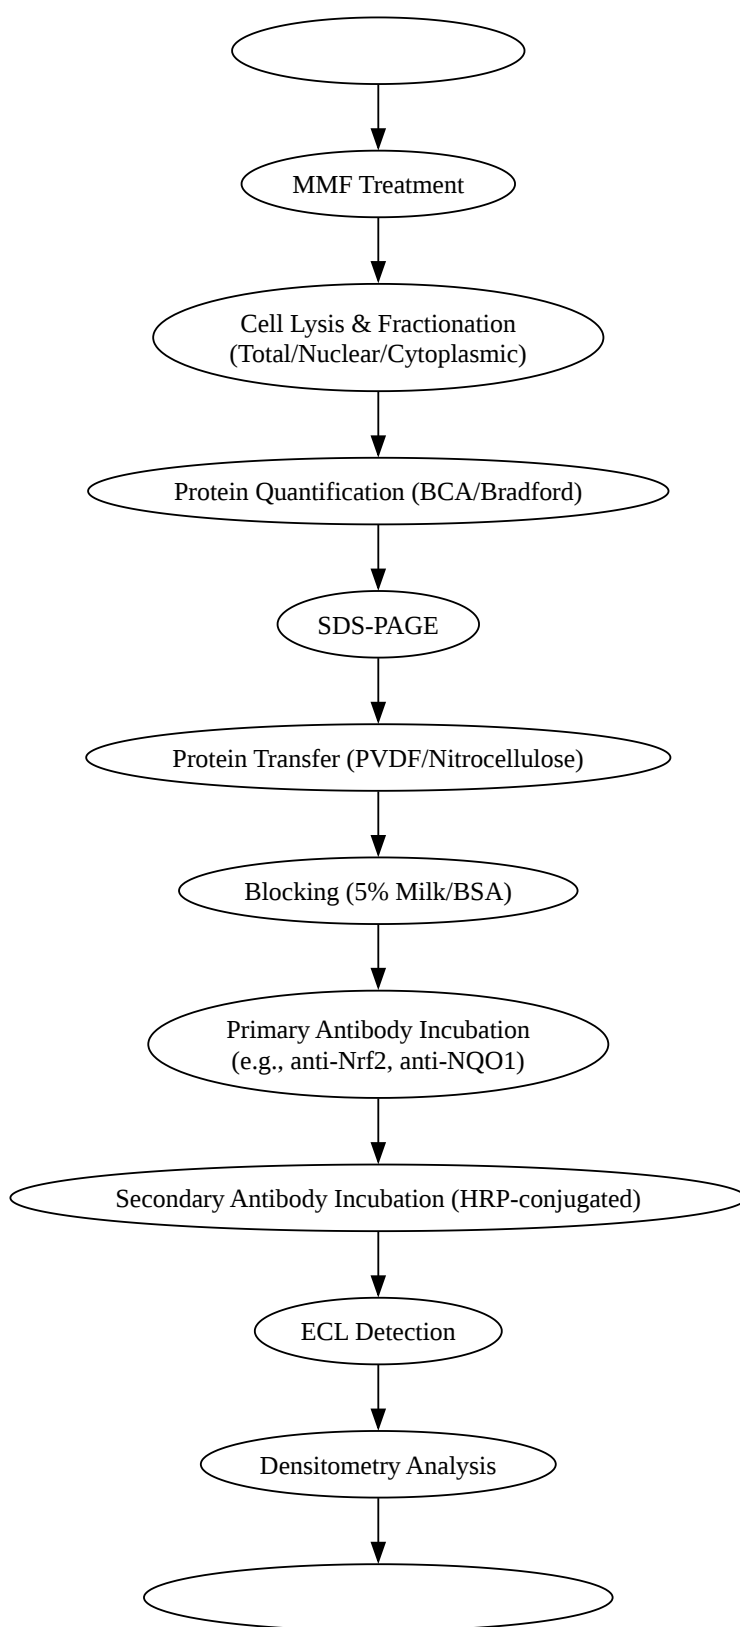 MMF Treatment
Cell Lysis & Fractionation
(Total/Nuclear/Cytoplasmic)
Protein Quantification (BCA/Bradford)
SDS-PAGE
Protein Transfer (PVDF/Nitrocellulose)
Blocking (5% Milk/BSA)
Primary Antibody Incubation
(e.g., anti-Nrf2, anti-NQO1)
Secondary Antibody Incubation (HRP-conjugated)
ECL Detection
Densitometry Analysis